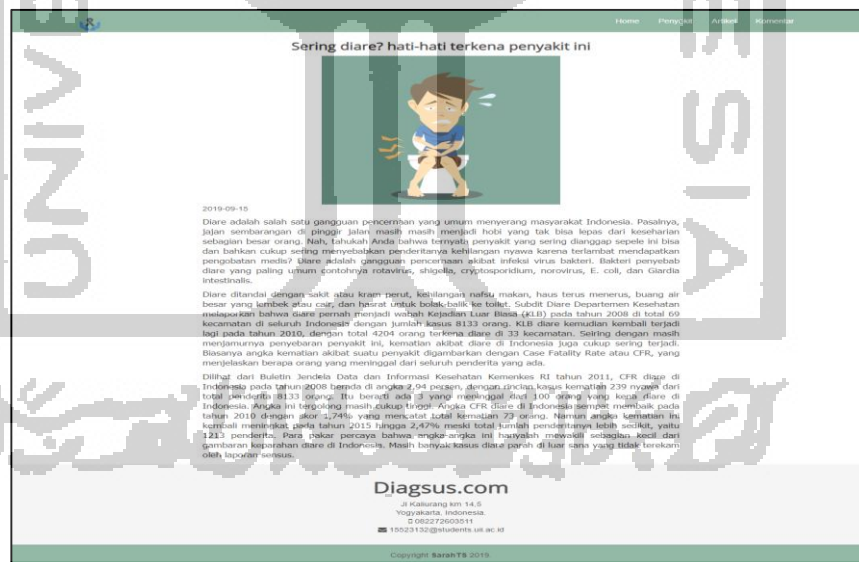 Home Penyakit Artikel Komentar
Sering diare? hati-hati terkena penyakit ini
2019-09-15
Diare adalah salah satu gangguan pencernaan yang umum menyerang masyarakat Indonesia. Pasalnya,
jajan sembarangan di pinggir jalan masih masih menjadi hobi yang tak bisa lepas dari keseharian
sebagian besar orang. Nah, tahukah Anda bahwa ternyata penyakit yang sering dianggap sepele ini bisa
dan bahkan cukup sering menyebabkan penderitanya kehilangan nyawa karena terlambat mendapatkan
pengobatan medis? Diare adalah gangguan pencernaan akibat infeksi virus bakteri. Bakteri penyebab
diare yang paling umum contohnya rotavirus, shigella, cryptosporidium, norovirus, E. coli, dan Giardia
intestinalis.
Diare ditandai dengan sakit atau kram perut, kehilangan nafsu makan, haus terus menerus, buang air
besar yang lembek atau cair, dan hasrat untuk bolak-balik ke toilet. Subdit Diare Departemen Kesehatan
melaporkan bahwa diare pernah menjadi wabah Kejadian Luar Biasa (KLB) pada tahun 2008 di total 69
kecamatan di seluruh Indonesia dengan jumlah kasus 8133 orang. KLB diare kemudian kembali terjadi
lagi pada tahun 2010, dengan total 4204 orang terkena diare di 33 kecamatan. Seiring dengan masih
menjamurnya penyebaran penyakit ini, kematian akibat diare di Indonesia juga cukup sering terjadi.
Biasanya angka kematian akibat suatu penyakit digambarkan dengan Case Fatality Rate atau CFR, yang
menjelaskan berapa orang yang meninggal dari seluruh penderita yang ada.
Dilihat dari Buletin Jendela Data dan Informasi Kesehatan Kemenkes RI tahun 2011, CFR diare di
Indonesia pada tahun 2008 berada di angka 2,94 persen, dengan rincian kasus kematian 239 nyawa dari
total penderita 8133 orang. Itu berarti ada yang meninggal dari 100 orang yang kena diare di
Indonesia. Angka ini tergolong masih cukup tinggi. Angka CFR diare di Indonesia sempat membaik pada
tahun 2010 dengan skor 1,74% yang mencatat total kematian 73 orang. Namun angka kematian ini
kembali meningkat pada tahun 2015 hingga 2,47% meski total jumlah penderitanya lebih sedikit, yaitu
1213 penderita. Para pakar percaya bahwa angka-angka ini hanyalah mewakili sebagian kecil dari
gambaran keparahan diare di Indonesia. Masih banyak kasus diare parah di luar sana yang tidak terekam
oleh laporan sensus.
Diagsus.com
Jl Kaliurang km 14,5
Yogyakarta, Indonesia.
082272603511
15523132@students.uii.ac.id
Copyright SarahTS 2019